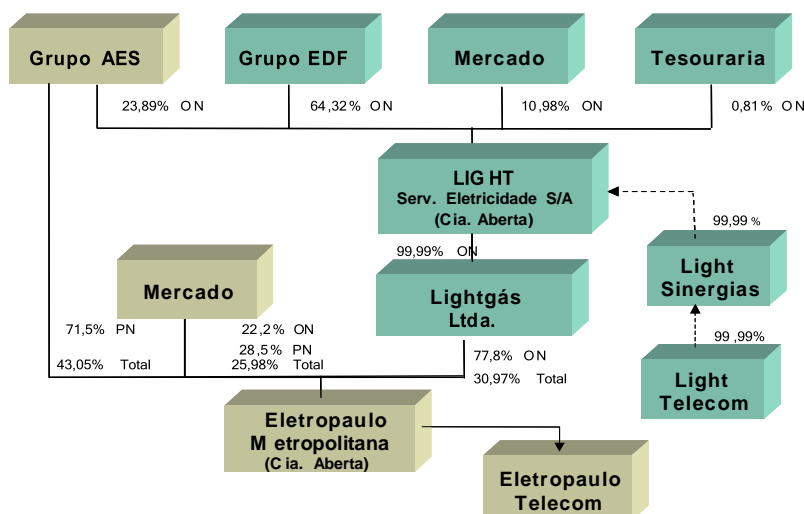 Grupo AES
Grupo EDF
Mercado
Tesouraria
23,89% ON
64,32% ON
10,98% ON
0,81% ON
LIGHT
Serv. Eletricidade S/A
(Cia. Aberta)
99,99 %
99,99% ON
Light
Sinergias
Mercado
Lightgás
Ltda.
71,5% PN
22,2% ON
28,5% PN
43,05% Total
25,98% Total
77,8% ON
30,97% Total
99,99%
Light
Telecom
Eletropaulo
Metropolitana
(Cia. Aberta)
Eletropaulo
Telecom